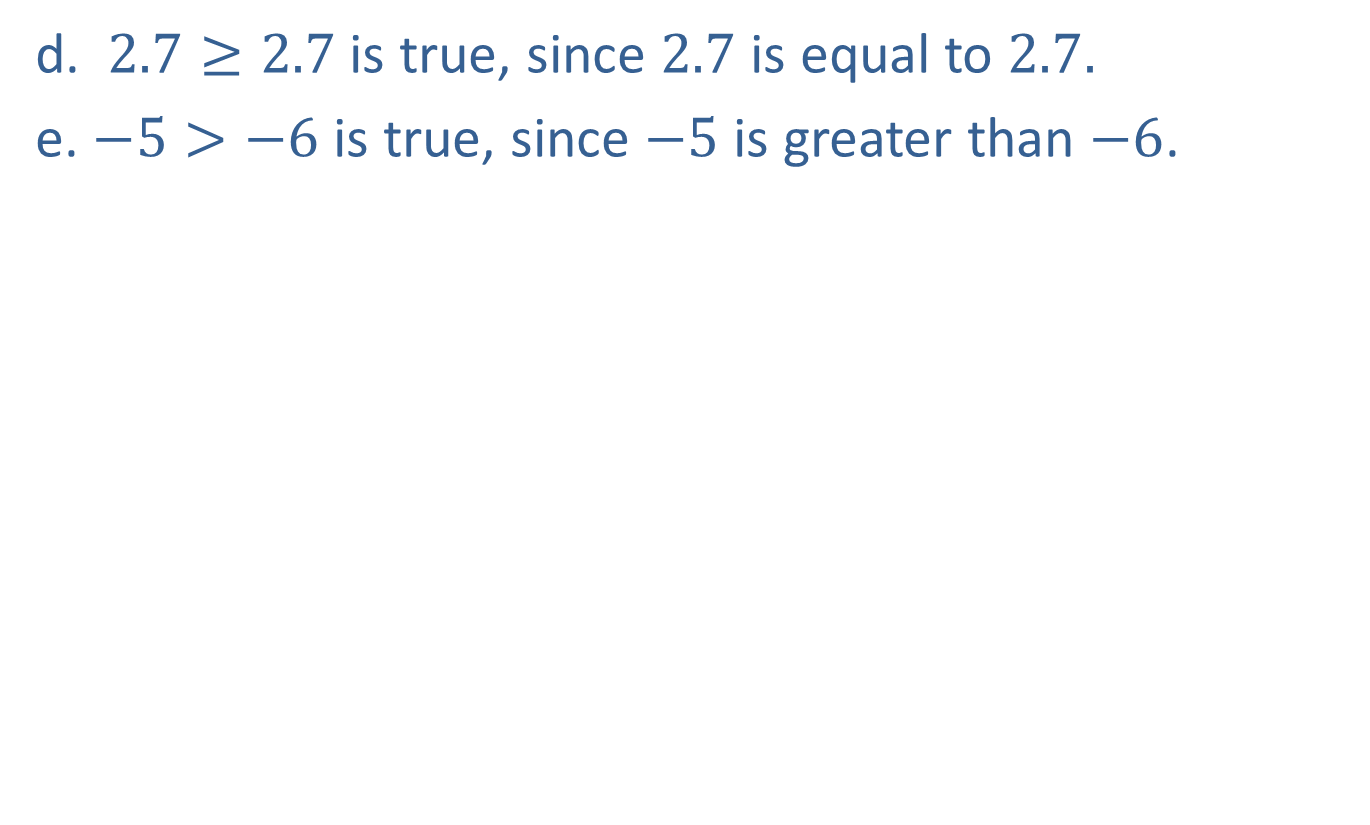 d. 2.7 ≥ 2.7 is true, since 2.7 is equal to 2.7.
e. −5 > −6 is true, since −5 is greater than −6.